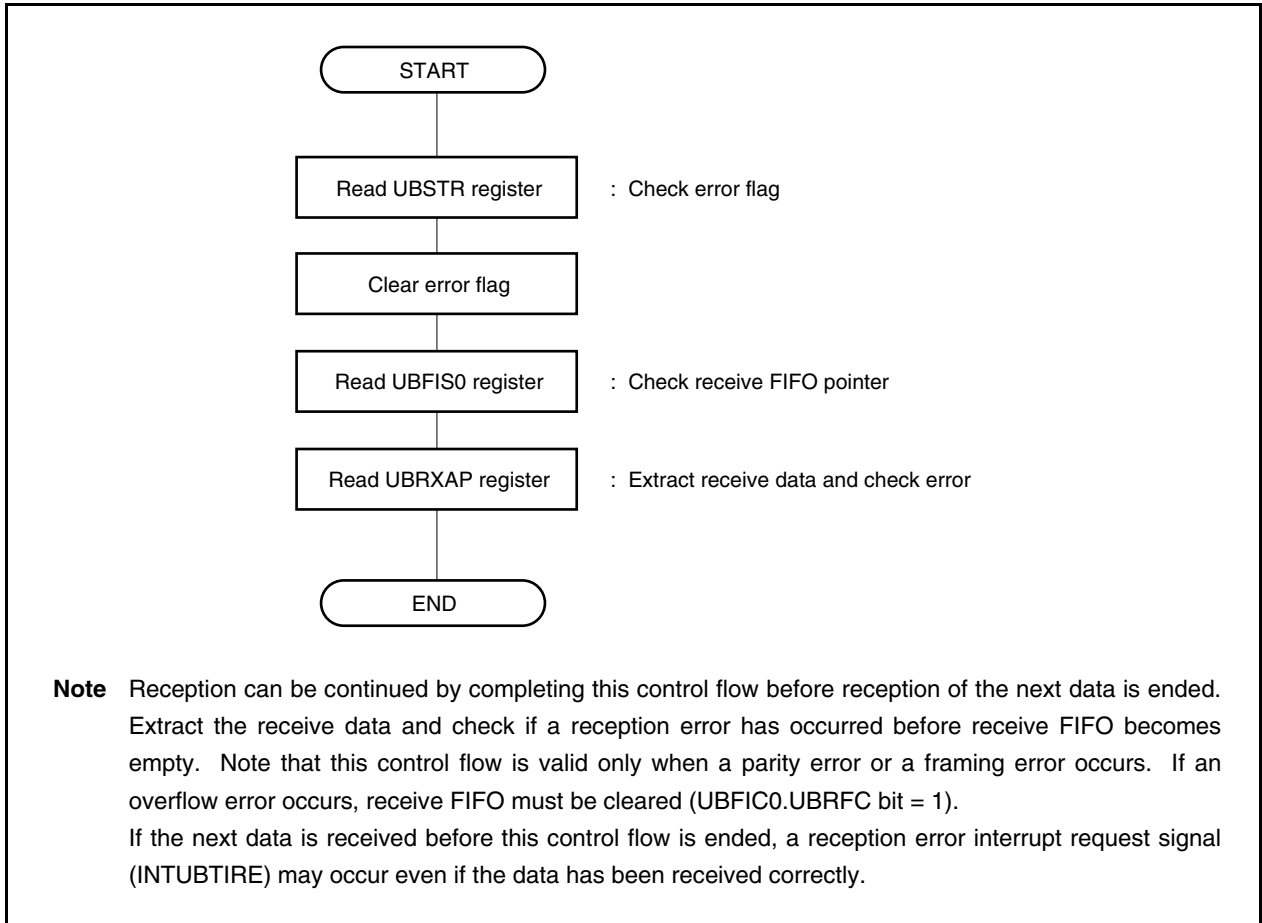 START
Read UBSTR register : Check error flag
Clear error flag
Read UBFIS0 register : Check receive FIFO pointer
Read UBRXAP register : Extract receive data and check error
END
Note Reception can be continued by completing this control flow before reception of the next data is ended.
Extract the receive data and check if a reception error has occurred before receive FIFO becomes
empty. Note that this control flow is valid only when a parity error or a framing error occurs. If an
overflow error occurs, receive FIFO must be cleared (UBFIC0.UBRFC bit = 1).
If the next data is received before this control flow is ended, a reception error interrupt request signal
(INTUBTIRE) may occur even if the data has been received correctly.